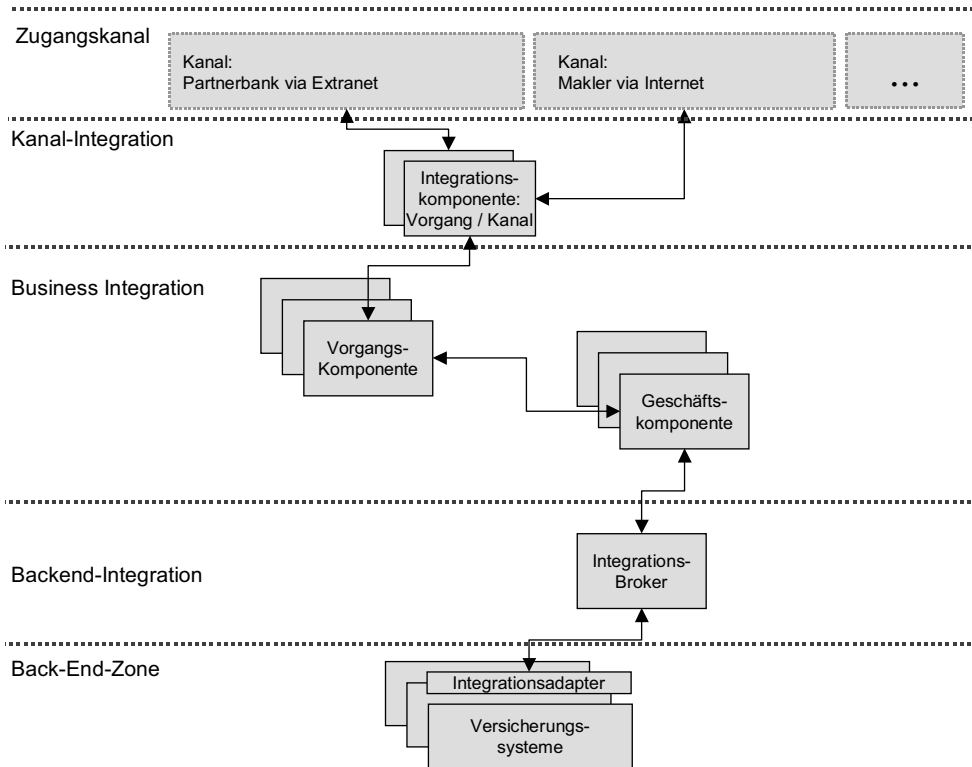 Zugangskanal
Kanal:
Partnerbank via Extranet
Kanal:
Makler via Internet
...
Kanal-Integration
Integrations-
komponente:
Vorgang / Kanal
Business Integration
Vorgangs-
Komponente
Geschäfts-
komponente
Backend-Integration
Integrations-
Broker
Back-End-Zone
Integrationsadapter
Versicherungs-
systeme